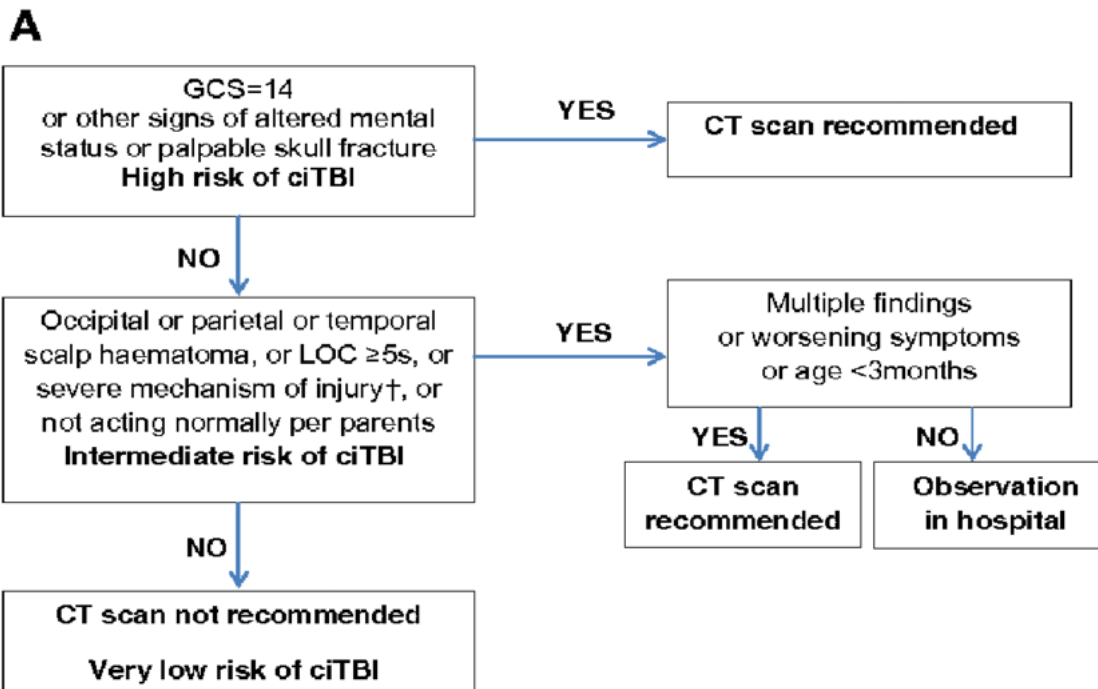 A
GCS=14
or other signs of altered mental
status or palpable skull fracture
High risk of ciTBI
YES
CT scan recommended
NO
Occipital or parietal or temporal
scalp haematoma, or LOC ≥5s, or
severe mechanism of injury†, or
not acting normally per parents
Intermediate risk of ciTBI
YES
Multiple findings
or worsening symptoms
or age <3months
YES
NO
CT scan
recommended
Observation
in hospital
NO
CT scan not recommended
Very low risk of ciTBI